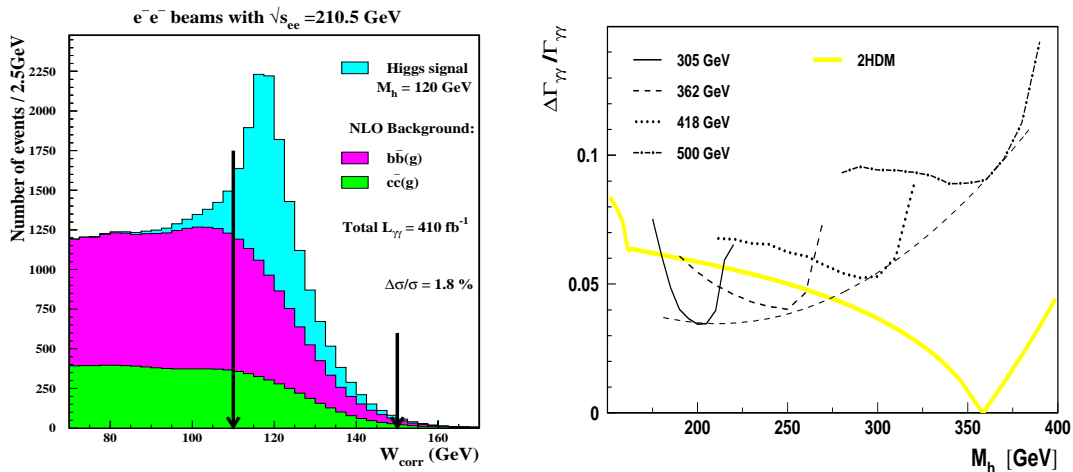 e⁻e⁻ beams with √s_ee =210.5 GeV
Number of events / 2.5GeV
2250
2000
1750
1500
1250
1000
750
500
250
0
Higgs signal
M_h = 120 GeV
NLO Background:
bb̄(g)
cc̄(g)
Total L_γγ = 410 fb⁻¹
Δσ/σ = 1.8 %
80 100 120 140 160
W_corr (GeV)
ΔΓ_γγ/Γ_γγ
0.1
0.05
0
305 GeV
362 GeV
418 GeV
500 GeV
2HDM
200 250 300 350 400
M_h [GeV]